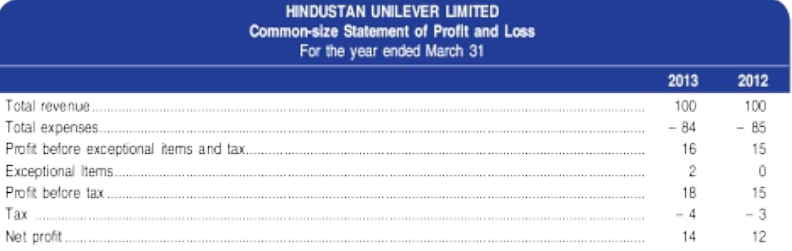 HINDUSTAN UNILEVER LIMITED
Common-size Statement of Profit and Loss
For the year ended March 31
2013 2012
Total revenue 100 100
Total expenses – 84 – 85
Profit before exceptional items and tax 16 15
Exceptional Items 2 0
Profit before tax 18 15
Tax – 4 – 3
Net profit 14 12